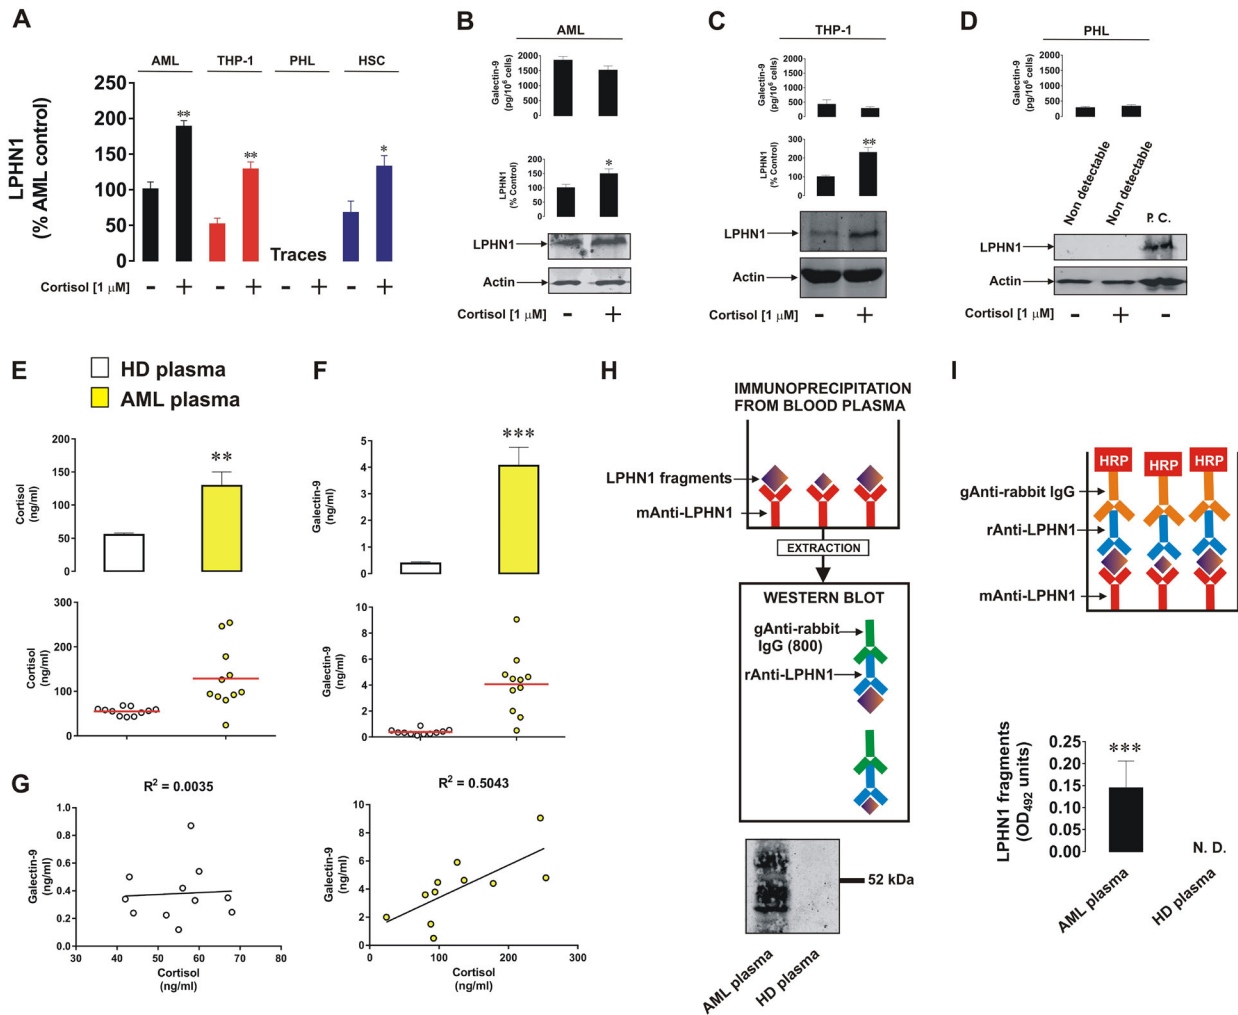 A
AML THP-1 PHL HSC
LPHN1
(% AML control)
250
200
150
100
50
0
** ** *
Traces
Cortisol [1 µM] - + - + - + - +
B
AML
Galectin-9
(pg/10⁶ cells)
2000
1500
1000
500
0
LPHN1
(% Control)
200
150
100
50
0
*
LPHN1
Actin
Cortisol [1 µM] - +
C
THP-1
Galectin-9
(pg/10⁶ cells)
2000
1500
1000
500
0
LPHN1
(% Control)
300
200
100
0
**
LPHN1
Actin
Cortisol [1 µM] - +
D
PHL
Galectin-9
(pg/10⁶ cells)
2000
1500
1000
500
0
Non detectable
Non detectable
P. C.
LPHN1
Actin
Cortisol [1 µM] - + -
E
HD plasma
AML plasma
Cortisol
(ng/ml)
200
150
100
50
0
**
Cortisol
(ng/ml)
300
200
100
0
F
Galectin-9
(ng/ml)
5
4
3
2
1
0
***
Galectin-9
(ng/ml)
10
8
6
4
2
0
G
R² = 0.0035
Galectin-9
(ng/ml)
1.0
0.8
0.6
0.4
0.2
0.0
30 40 50 60 70 80
Cortisol
(ng/ml)
R² = 0.5043
Galectin-9
(ng/ml)
10
8
6
4
2
0
0 100 200 300
Cortisol
(ng/ml)
H
IMMUNOPRECIPITATION
FROM BLOOD PLASMA
LPHN1 fragments
mAnti-LPHN1
EXTRACTION
WESTERN BLOT
gAnti-rabbit
IgG (800)
rAnti-LPHN1
52 kDa
AML plasma
HD plasma
I
HRP HRP HRP
gAnti-rabbit IgG
rAnti-LPHN1
mAnti-LPHN1
LPHN1 fragments
(OD₄₉₂ units)
0.25
0.20
0.15
0.10
0.05
0.00
***
N. D.
AML plasma
HD plasma